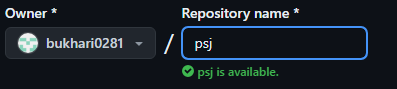 Owner * Repository name *
bukhari0281 / psj
psj is available.